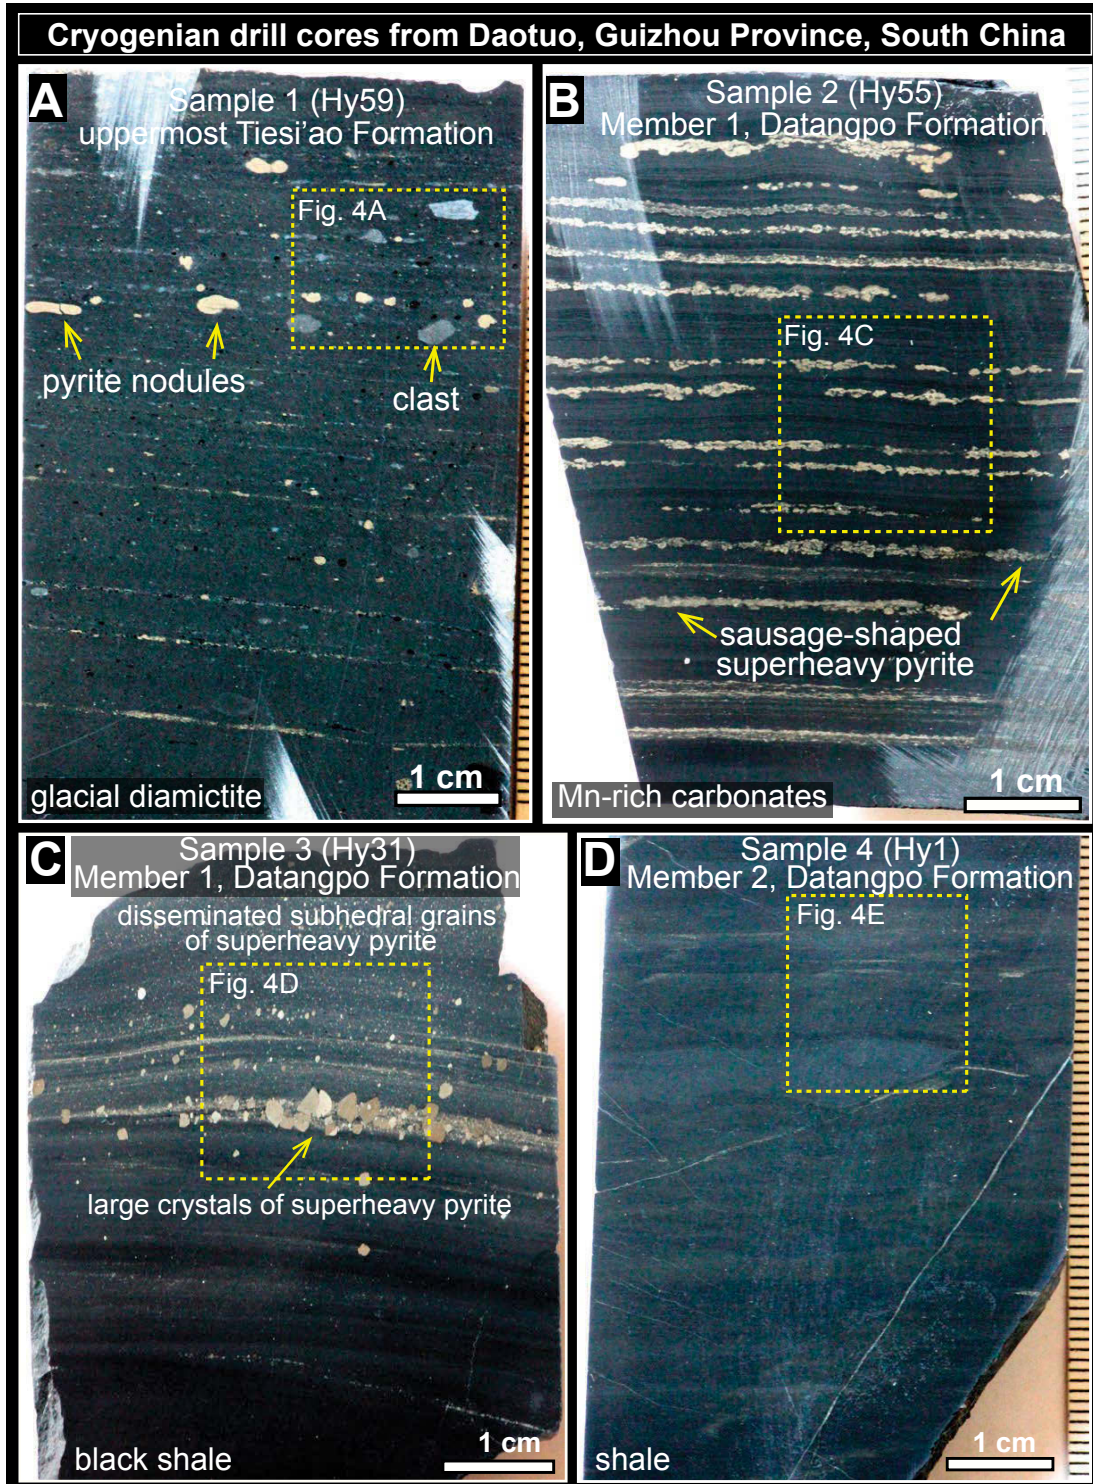 Cryogenian drill cores from Daotuo, Guizhou Province, South China
A
Sample 1 (Hy59)
uppermost Tiesi'ao Formation
Fig. 4A
pyrite nodules
clast
1 cm
glacial diamictite
B
Sample 2 (Hy55)
Member 1, Datangpo Formation
Fig. 4C
sausage-shaped
superheavy pyrite
1 cm
Mn-rich carbonates
C
Sample 3 (Hy31)
Member 1, Datangpo Formation
disseminated subhedral grains
of superheavy pyrite
Fig. 4D
large crystals of superheavy pyrite
1 cm
black shale
D
Sample 4 (Hy1)
Member 2, Datangpo Formation
Fig. 4E
1 cm
shale